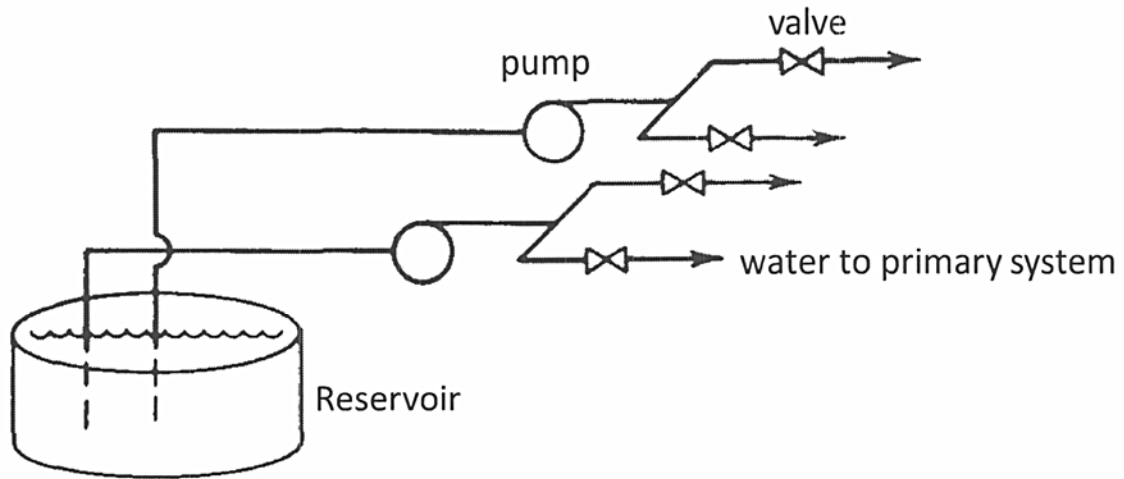 valve
pump
water to primary system
Reservoir